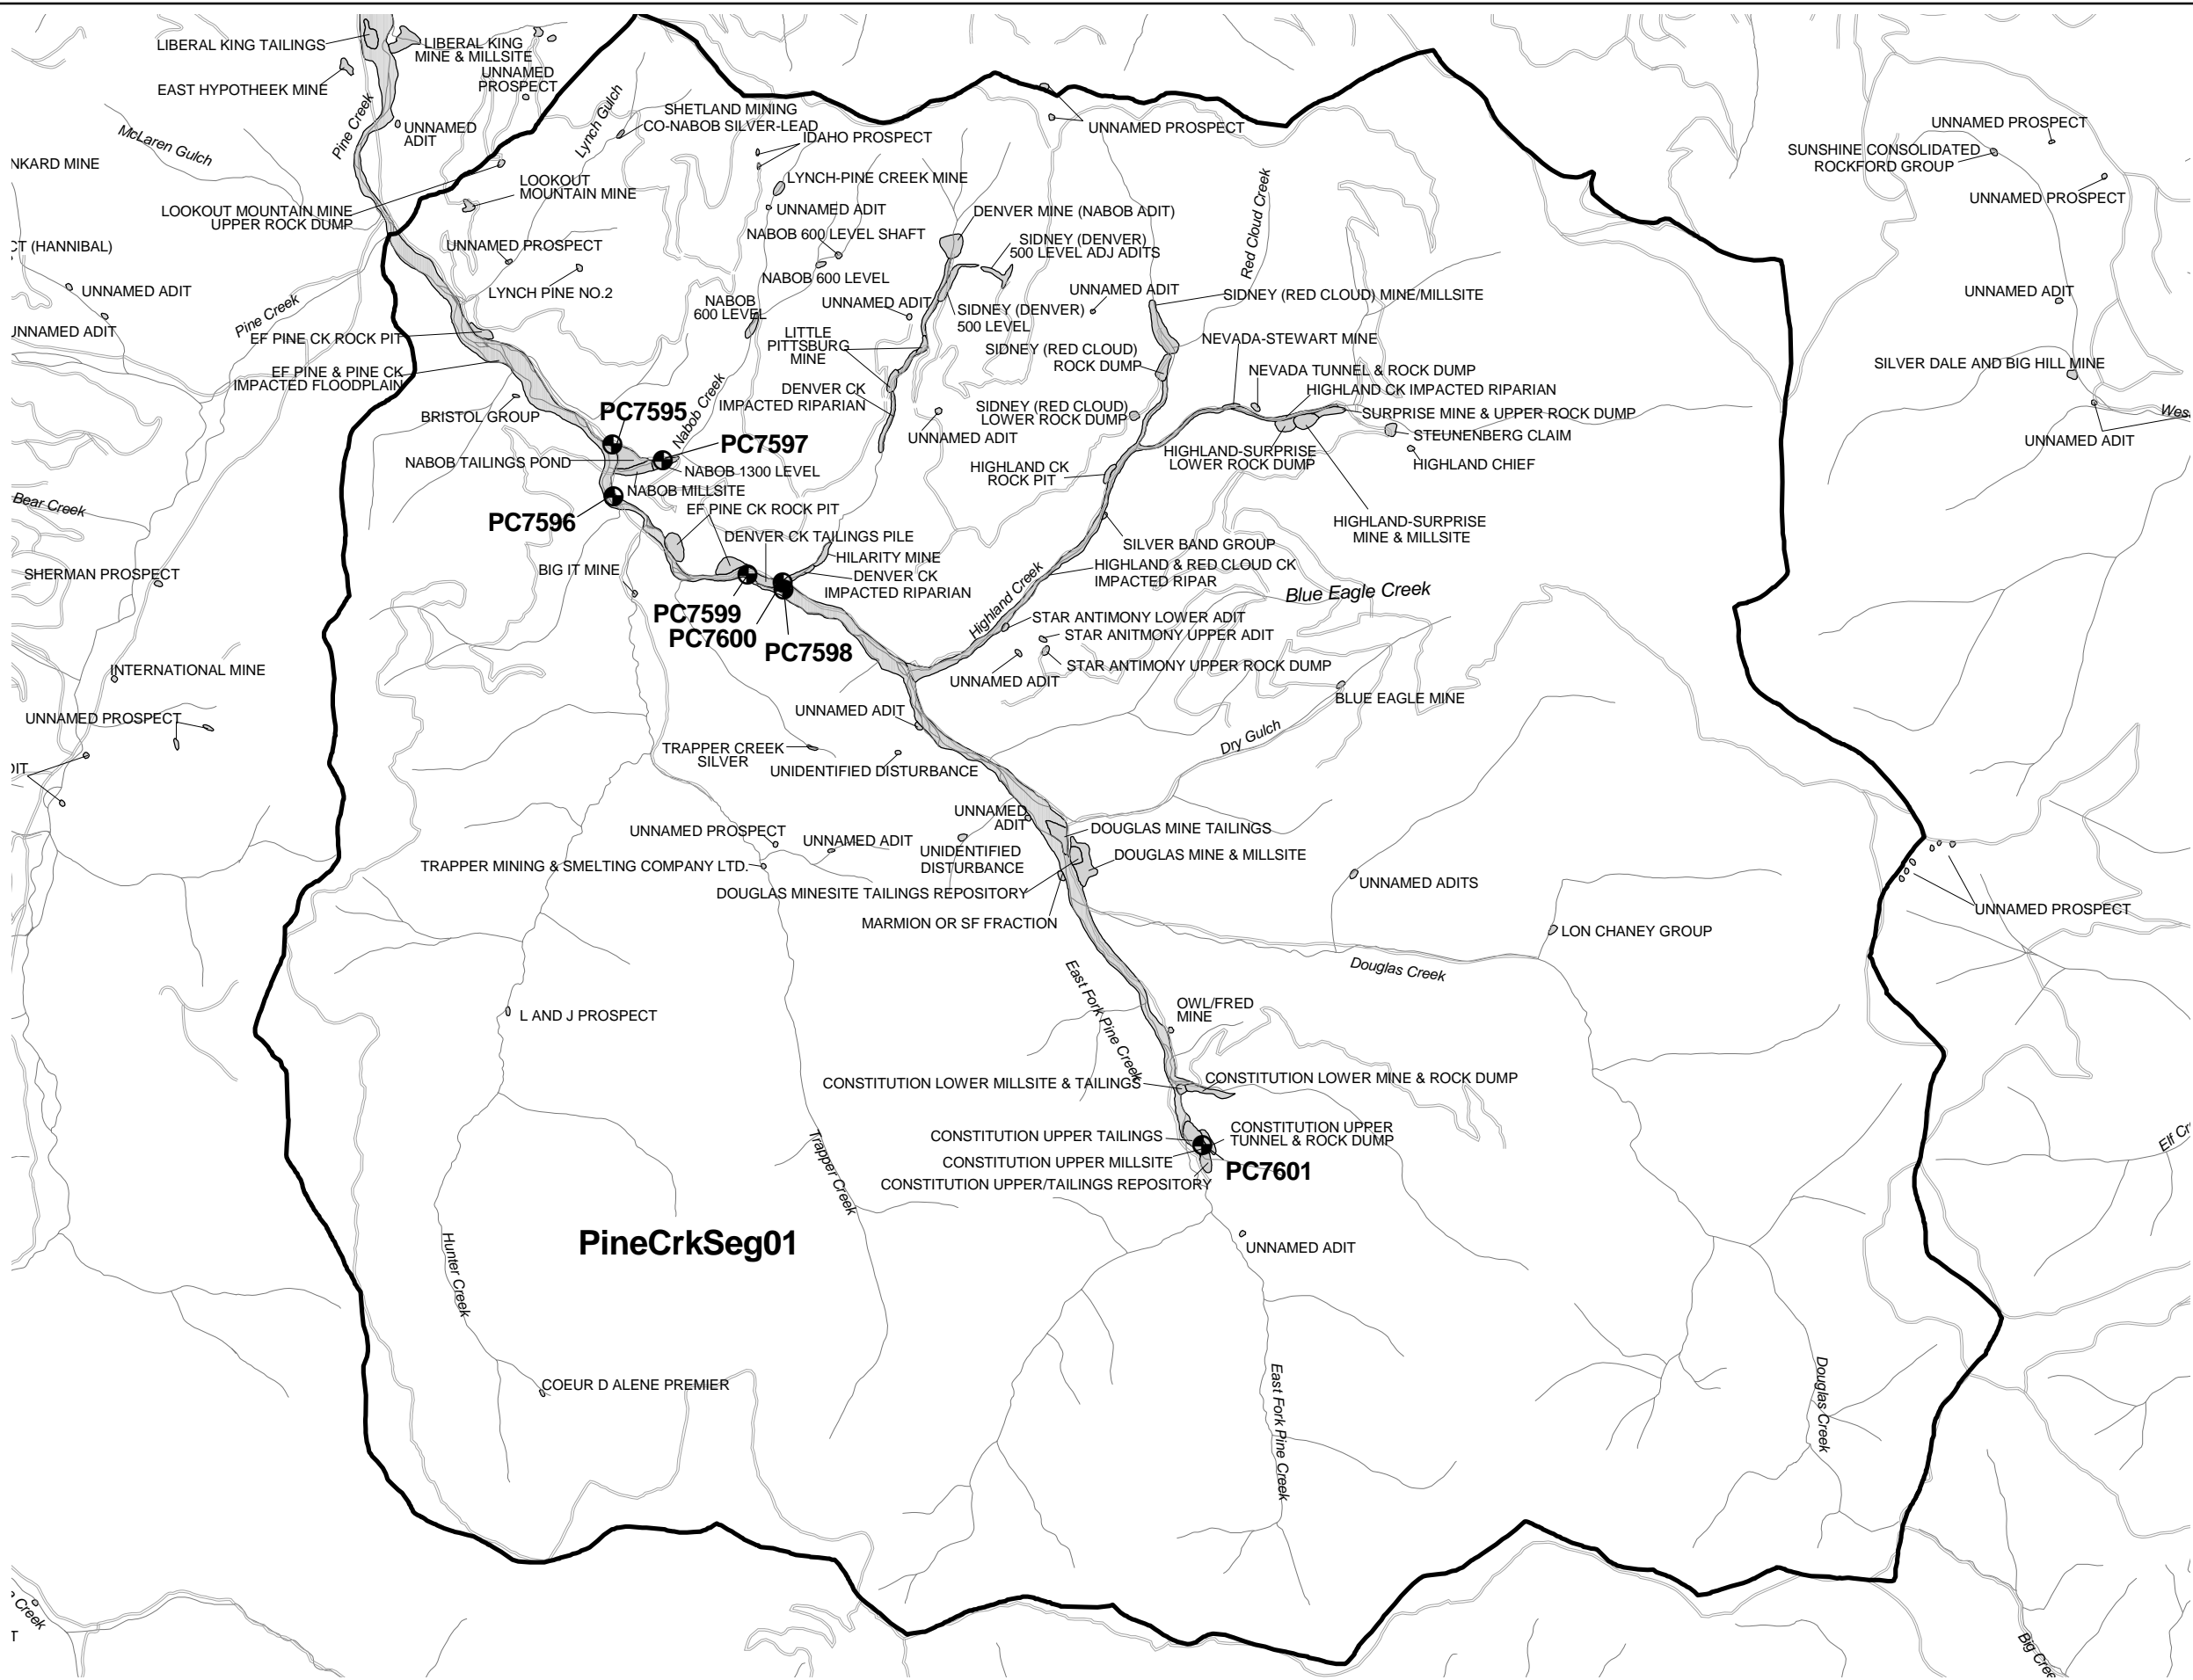 LIBERAL KING TAILINGS
LIBERAL KING
MINE & MILLSITE
EAST HYPOTHEEK MINE
UNNAMED
PROSPECT
Pine Creek
UNNAMED
ADIT
McLaren Gulch
Lynch Gulch
SHETLAND MINING
CO-NABOB SILVER-LEAD
IDAHO PROSPECT
UNNAMED PROSPECT
UNNAMED PROSPECT
SUNSHINE CONSOLIDATED
ROCKFORD GROUP
UNNAMED PROSPECT
NKARD MINE
LOOKOUT
MOUNTAIN MINE
LYNCH-PINE CREEK MINE
LOOKOUT MOUNTAIN MINE
UPPER ROCK DUMP
UNNAMED ADIT
DENVER MINE (NABOB ADIT)
Red Cloud Creek
CT (HANNIBAL)
UNNAMED PROSPECT
NABOB 600 LEVEL SHAFT
SIDNEY (DENVER)
500 LEVEL ADJ ADITS
NABOB 600 LEVEL
UNNAMED ADIT
LYNCH PINE NO.2
NABOB
600 LEVEL
UNNAMED ADIT
UNNAMED ADIT
SIDNEY (RED CLOUD) MINE/MILLSITE
UNNAMED ADIT
SIDNEY (DENVER)
500 LEVEL
Pine Creek
UNNAMED ADIT
EF PINE CK ROCK PIT
LITTLE
PITTSBURG
MINE
SIDNEY (RED CLOUD)
ROCK DUMP
NEVADA-STEWART MINE
SILVER DALE AND BIG HILL MINE
EF PINE & PINE CK
IMPACTED FLOODPLAIN
NEVADA TUNNEL & ROCK DUMP
DENVER CK
IMPACTED RIPARIAN
HIGHLAND CK IMPACTED RIPARIAN
BRISTOL GROUP
PC7595
Nabob Creek
SIDNEY (RED CLOUD)
LOWER ROCK DUMP
SURPRISE MINE & UPPER ROCK DUMP
Wes
STEUNENBERG CLAIM
UNNAMED ADIT
UNNAMED ADIT
PC7597
NABOB TAILINGS POND
NABOB 1300 LEVEL
HIGHLAND-SURPRISE
LOWER ROCK DUMP
HIGHLAND CHIEF
HIGHLAND CK
ROCK PIT
NABOB MILLSITE
Bear Creek
PC7596
EF PINE CK ROCK PIT
HIGHLAND-SURPRISE
MINE & MILLSITE
DENVER CK TAILINGS PILE
SILVER BAND GROUP
HILARITY MINE
BIG IT MINE
SHERMAN PROSPECT
HIGHLAND & RED CLOUD CK
IMPACTED RIPAR
DENVER CK
IMPACTED RIPARIAN
Blue Eagle Creek
Highland Creek
PC7599
PC7600
PC7598
STAR ANTIMONY LOWER ADIT
STAR ANITMONY UPPER ADIT
STAR ANTIMONY UPPER ROCK DUMP
INTERNATIONAL MINE
UNNAMED ADIT
BLUE EAGLE MINE
UNNAMED PROSPECT
UNNAMED ADIT
Dry Gulch
TRAPPER CREEK
SILVER
UNIDENTIFIED DISTURBANCE
DIT
UNNAMED
ADIT
UNNAMED PROSPECT
UNNAMED ADIT
DOUGLAS MINE TAILINGS
UNIDENTIFIED
DISTURBANCE
DOUGLAS MINE & MILLSITE
TRAPPER MINING & SMELTING COMPANY LTD.
DOUGLAS MINESITE TAILINGS REPOSITORY
UNNAMED ADITS
UNNAMED PROSPECT
MARMION OR SF FRACTION
LON CHANEY GROUP
Douglas Creek
East Fork Pine Creek
L AND J PROSPECT
OWL/FRED
MINE
CONSTITUTION LOWER MILLSITE & TAILINGS
CONSTITUTION LOWER MINE & ROCK DUMP
CONSTITUTION UPPER
TUNNEL & ROCK DUMP
CONSTITUTION UPPER TAILINGS
CONSTITUTION UPPER MILLSITE
PC7601
CONSTITUTION UPPER/TAILINGS REPOSITORY
Trapper Creek
Elf Cr
PineCrkSeg01
Hunter Creek
UNNAMED ADIT
COEUR D ALENE PREMIER
East Fork Pine Creek
Douglas Creek
Creek
T
Big Cree